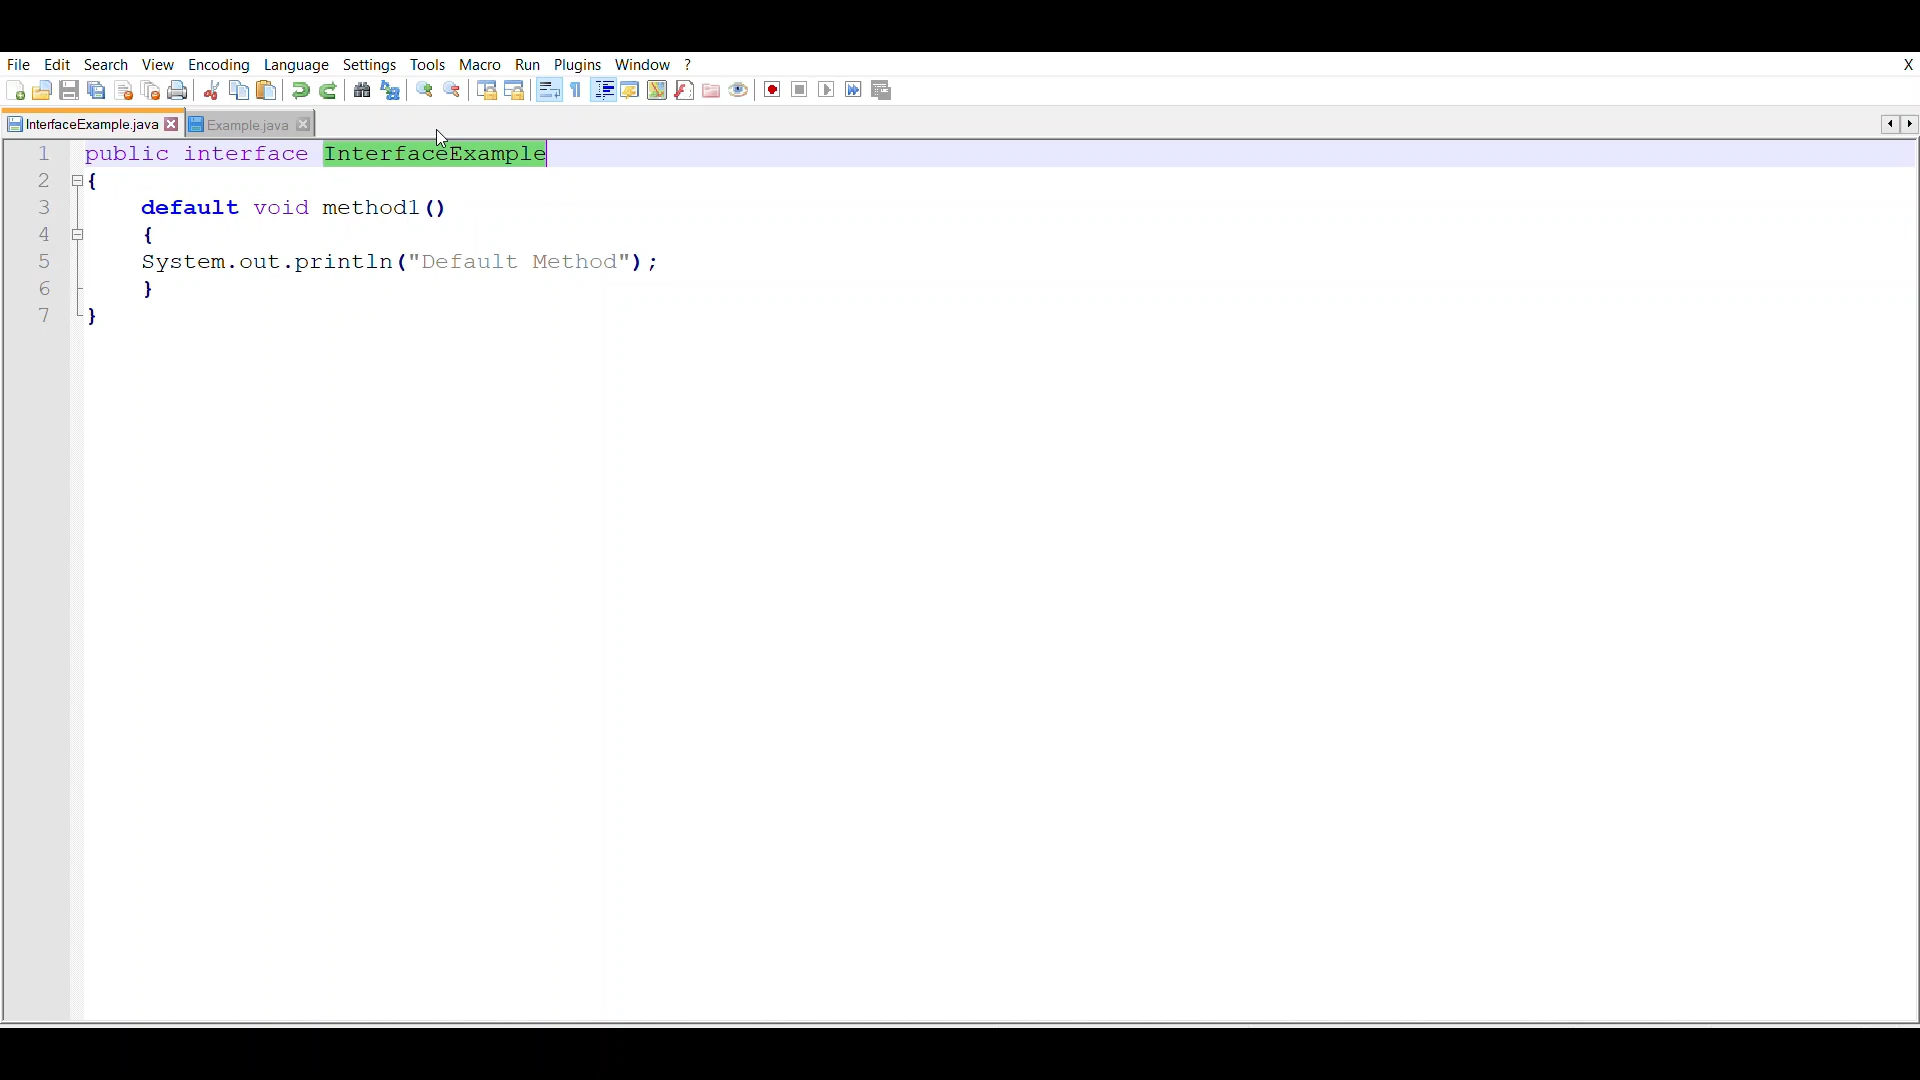 File Edit Search View Encoding Language Settings Tools Macro Run Plugins Window ? X
InterfaceExample.java Example.java
1 public interface InterfaceExample
2 {
3 default void method1()
4 {
5 System.out.println("Default Method");
6 }
7 }